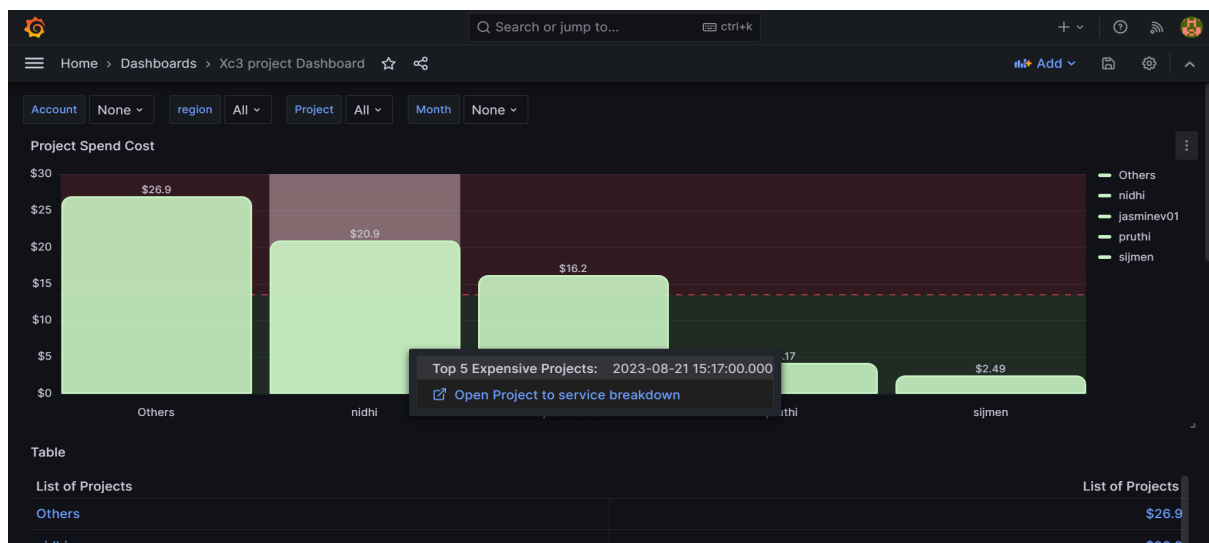 Search or jump to... ctrl+k
Home > Dashboards > Xc3 project Dashboard
Add
Account None region All Project All Month None
Project Spend Cost
$30
$25
$20
$15
$10
$5
$0
$26.9
$20.9
$16.2
.17
$2.49
Others
nidhi
jasminev01
pruthi
sijmen
Top 5 Expensive Projects: 2023-08-21 15:17:00.000
Open Project to service breakdown
Others nidhi sijmen
Table
List of Projects List of Projects
Others $26.9